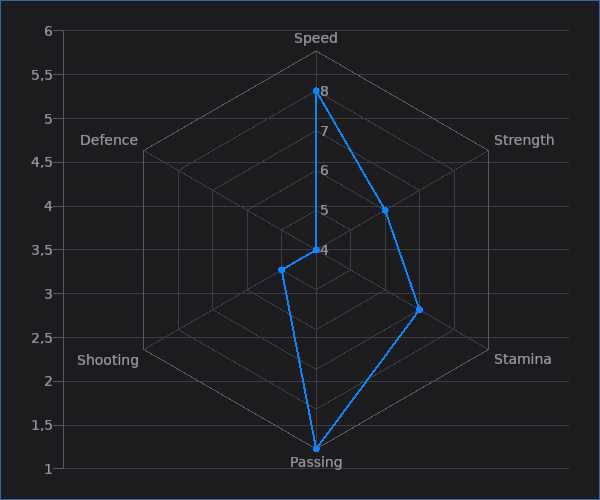 6
5,5
5
4,5
4
3,5
3
2,5
2
1,5
1
Speed
8
7
6
5
4
Strength
Stamina
Passing
Shooting
Defence